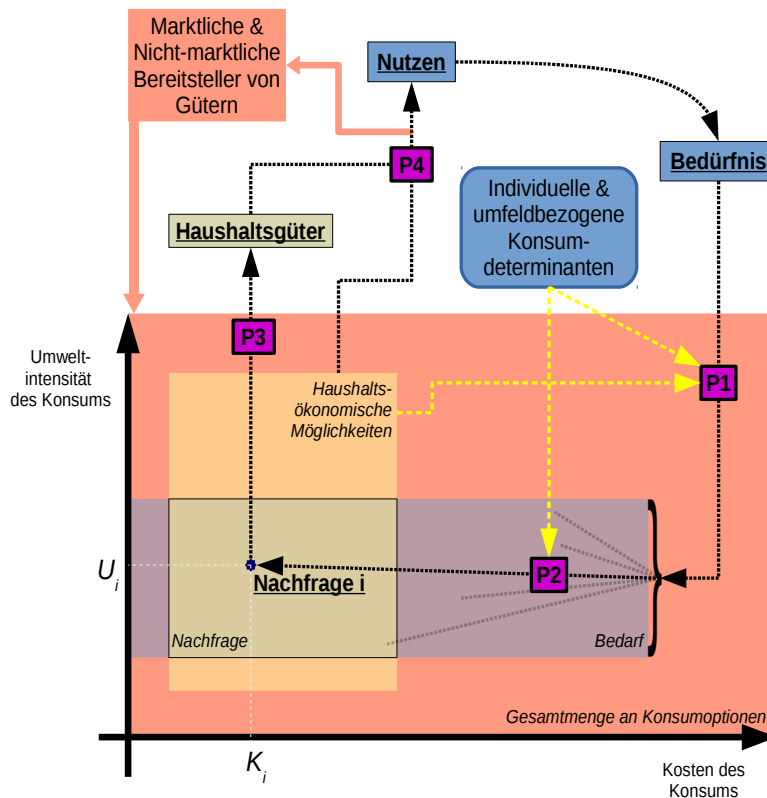 Marktliche &
Nicht-marktliche
Bereitsteller von
Gütern
Nutzen
Bedürfnis
P4
Individuelle &
umfeldbezogene
Konsum-
determinanten
Haushaltsgüter
P3
Umwelt-
intensität
des Konsums
P1
Haushalts-
ökonomische
Möglichkeiten
U i
P2
Nachfrage i
Nachfrage
Bedarf
Gesamtmenge an Konsumoptionen
K i
Kosten des
Konsums